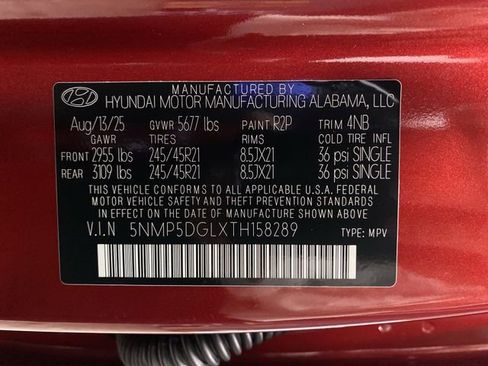 MANUFACTURED BY
HYUNDAI MOTOR MANUFACTURING ALABAMA, LLC
Aug/13/25 GVWR 5677 lbs PAINT R2P TRIM 4NB
GAWR TIRES RIMS COLD TIRE INFL
FRONT 2955 lbs 245/45R21 8.5JX21 36 psi SINGLE
REAR 3109 lbs 245/45R21 8.5JX21 36 psi SINGLE
THIS VEHICLE CONFORMS TO ALL APPLICABLE U.S.A. FEDERAL
MOTOR VEHICLE SAFETY AND THEFT PREVENTION STANDARDS
IN EFFECT ON THE DATE OF MANUFACTURE SHOWN ABOVE.
V.I.N 5NMP5DGLXTH158289 TYPE: MPV